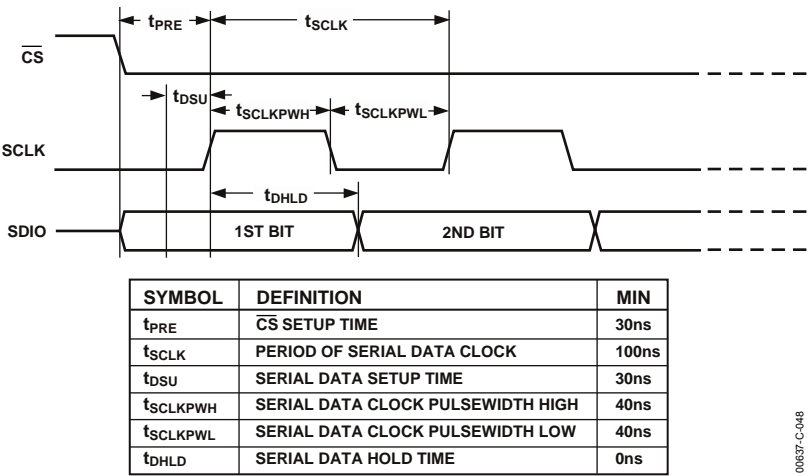 tPRE tSCLK
CS
tDSU tSCLKPWH tSCLKPWL
SCLK
tDHLD
SDIO 1ST BIT 2ND BIT
SYMBOL DEFINITION MIN
tPRE CS SETUP TIME 30ns
tSCLK PERIOD OF SERIAL DATA CLOCK 100ns
tDSU SERIAL DATA SETUP TIME 30ns
tSCLKPWH SERIAL DATA CLOCK PULSEWIDTH HIGH 40ns
tSCLKPWL SERIAL DATA CLOCK PULSEWIDTH LOW 40ns
tDHLD SERIAL DATA HOLD TIME 0ns
00637-C-048